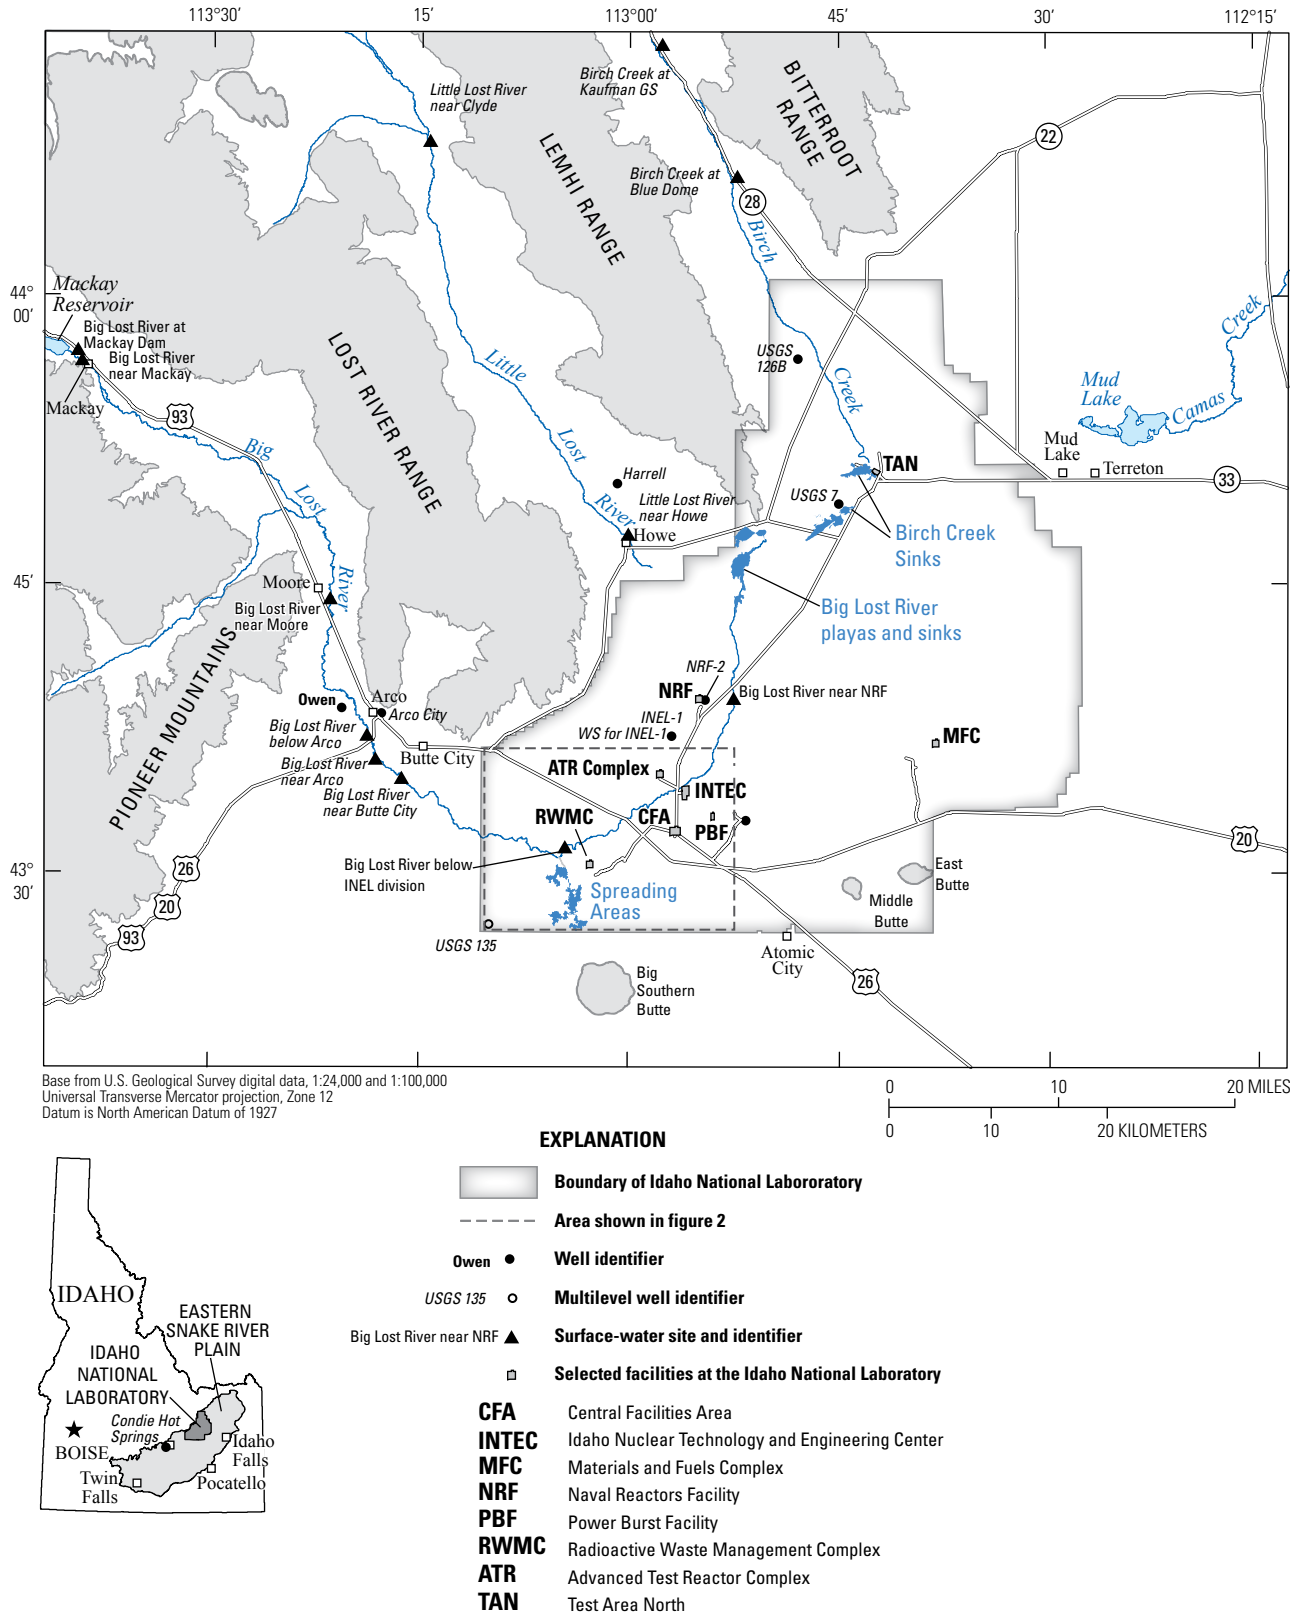 113°30′
15′
113°00′
45′
30′
112°15′
Birch Creek at
Kaufman GS
BITTERROOT
RANGE
Little Lost River
near Clyde
22
LEMHI RANGE
Birch Creek at
Blue Dome
28
Birch
Creek
44°
00′
Mackay
Reservoir
Big Lost River at
Mackay Dam
Big Lost River
near Mackay
Mackay
93
LOST RIVER RANGE
Little
Lost
River
USGS
126B
Creek
Camas
Mud
Lake
Big
Lost
River
Harrell
Little Lost River
near Howe
Howe
TAN
USGS 7
Mud
Lake
Terreton
33
Birch Creek
Sinks
45′
Moore
Big Lost River
near Moore
Big Lost River
playas and sinks
PIONEER MOUNTAINS
NRF-2
NRF
Big Lost River near NRF
Owen
Arco
Arco City
INEL-1
WS for INEL-1
Big Lost River
below Arco
Butte City
MFC
Big Lost River
near Arco
ATR Complex
Big Lost River
near Butte City
INTEC
RWMC
CFA
PBF
20
26
43°
30′
Big Lost River below
INEL division
East
Butte
Middle
Butte
Spreading
Areas
20
93
USGS 135
Atomic
City
26
Big
Southern
Butte
Base from U.S. Geological Survey digital data, 1:24,000 and 1:100,000
Universal Transverse Mercator projection, Zone 12
Datum is North American Datum of 1927
0
10
20 MILES
0
10
20 KILOMETERS
EXPLANATION
Boundary of Idaho National Labororatory
Area shown in figure 2
Owen
Well identifier
USGS 135
Multilevel well identifier
Big Lost River near NRF
Surface-water site and identifier
Selected facilities at the Idaho National Laboratory
CFA
Central Facilities Area
INTEC
Idaho Nuclear Technology and Engineering Center
MFC
Materials and Fuels Complex
NRF
Naval Reactors Facility
PBF
Power Burst Facility
RWMC
Radioactive Waste Management Complex
ATR
Advanced Test Reactor Complex
TAN
Test Area North
IDAHO
EASTERN
SNAKE RIVER
PLAIN
IDAHO
NATIONAL
LABORATORY
Condie Hot
Springs
BOISE
Idaho
Falls
Twin
Falls
Pocatello